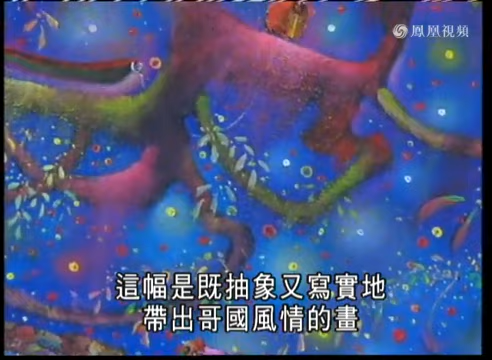 鳳凰視頻
這幅是既抽象又寫實地
帶出哥國風情的畫